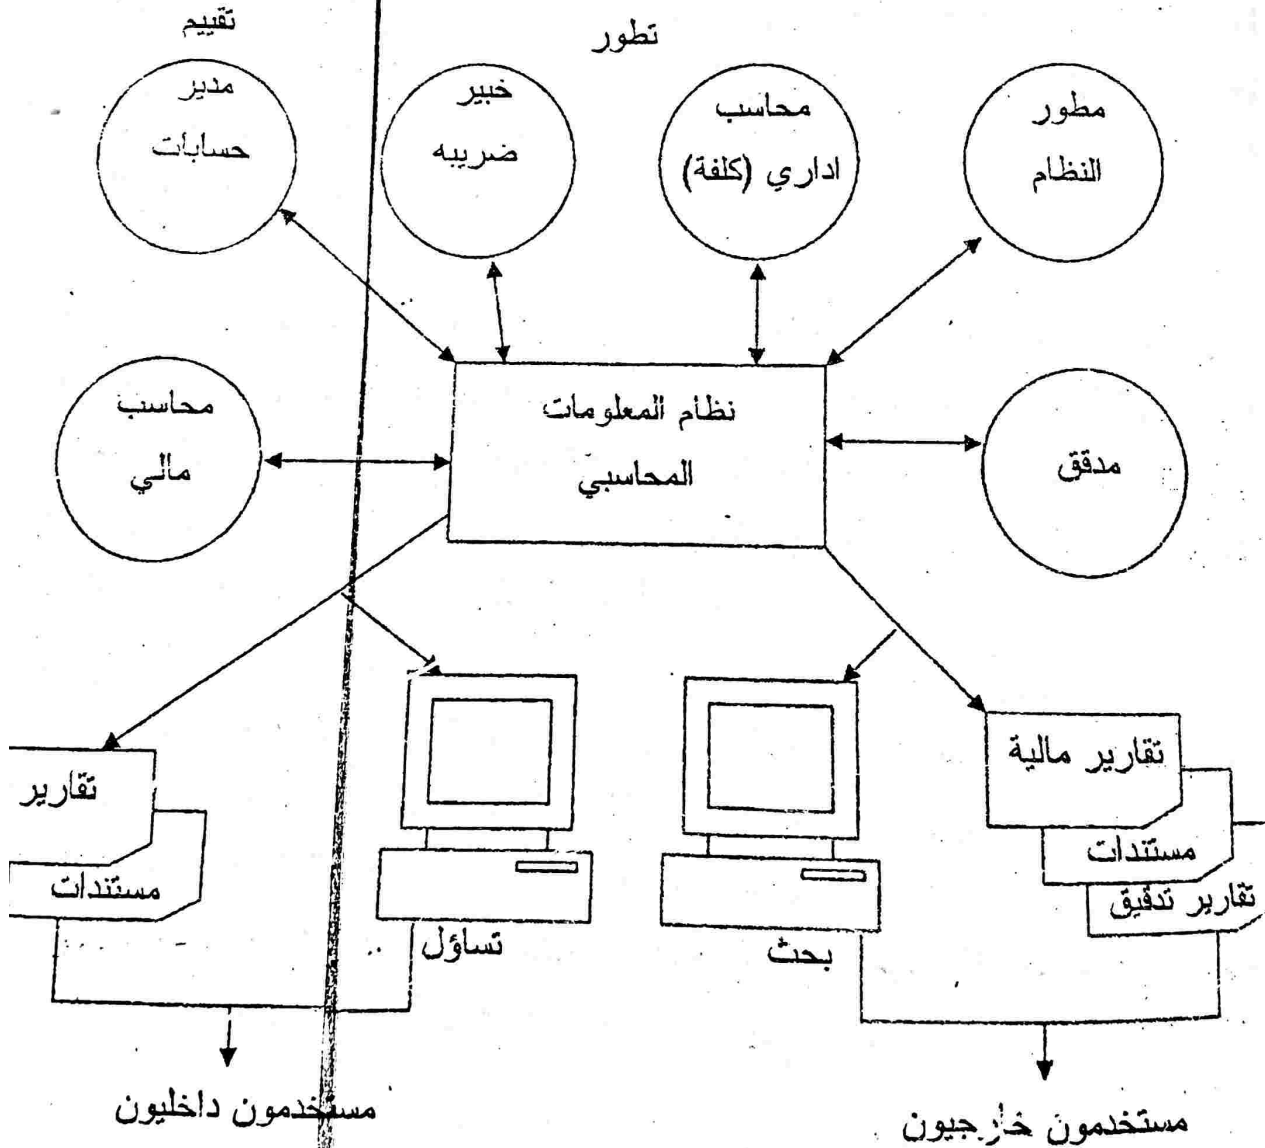 تطور
تقييم
مطور
النظام
محاسب
اداري (كلفة)
خبير
ضريبه
مدير
حسابات
مدقق
نظام المعلومات
المحاسبي
محاسب
مالي
تقارير مالية
مستندات
تقارير تدقيق
بحث
تساؤل
تقارير
مستندات
مستخدمون خارجيون
مستخدمون داخليون